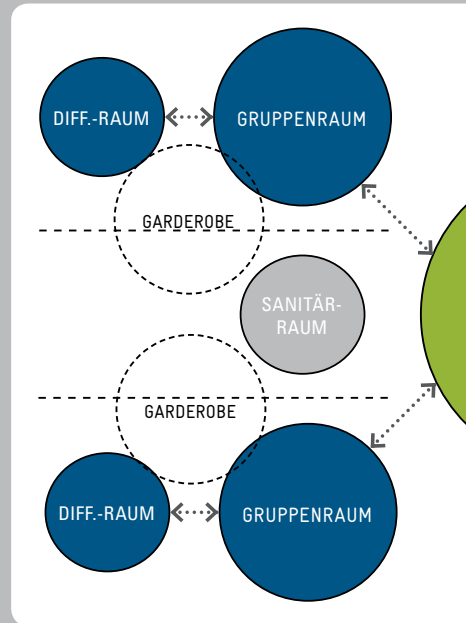 DIFF.-RAUM
GRUPPENRAUM
GARDEROBE
SANITÄR-
RAUM
GARDEROBE
DIFF.-RAUM
GRUPPENRAUM